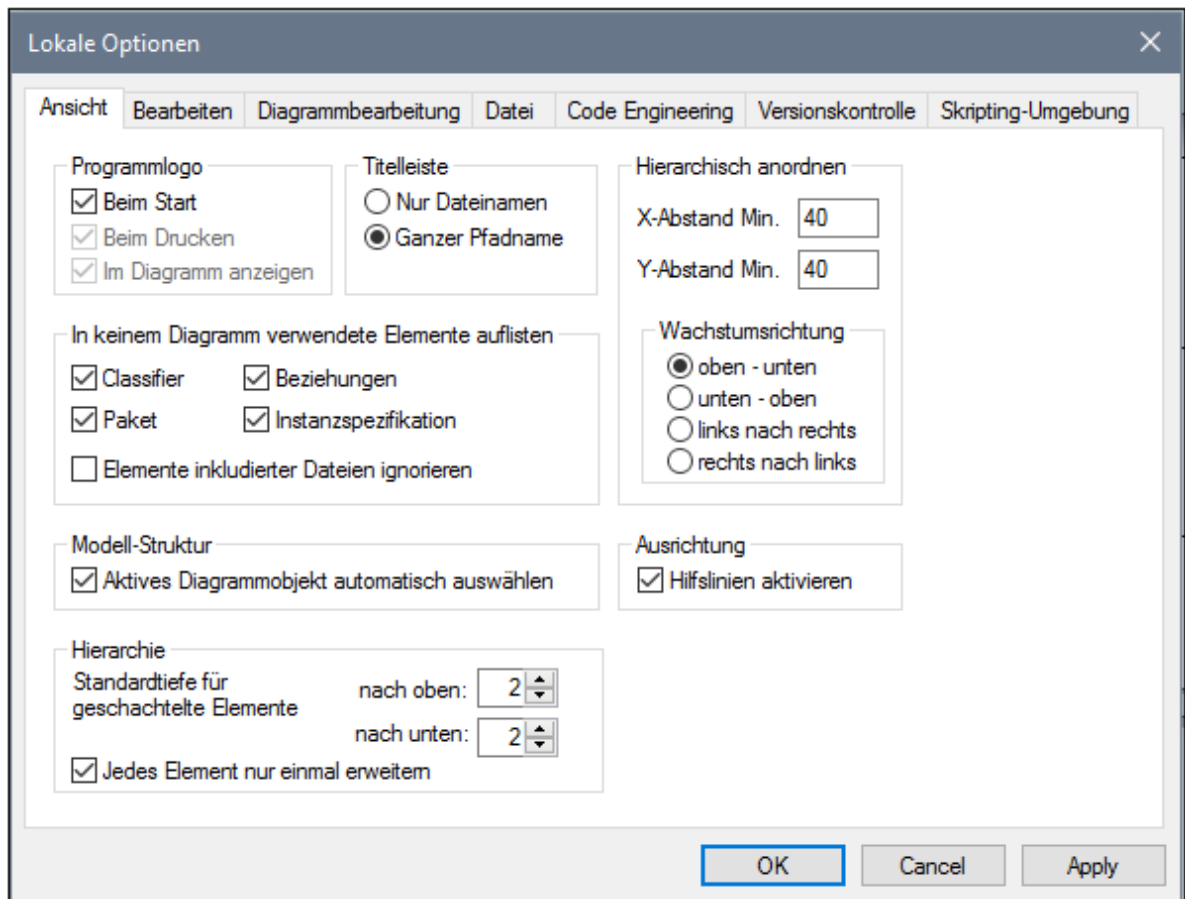 Lokale Optionen
Ansicht Bearbeiten Diagrammbearbeitung Datei Code Engineering Versionskontrolle Skripting-Umgebung
Programmlogo
Beim Start
Beim Drucken
Im Diagramm anzeigen
Titelleiste
Nur Dateinamen
Ganzer Pfadname
Hierarchisch anordnen
X-Abstand Min. 40
Y-Abstand Min. 40
Wachstumsrichtung
oben - unten
unten - oben
links nach rechts
rechts nach links
In keinem Diagramm verwendete Elemente auflisten
Classifier Beziehungen
Paket Instanzspezifikation
Elemente inkludierter Dateien ignorieren
Modell-Struktur
Aktives Diagrammobjekt automatisch auswählen
Ausrichtung
Hilfslinien aktivieren
Hierarchie
Standardtiefe für
geschachtelte Elemente
nach oben: 2
nach unten: 2
Jedes Element nur einmal erweitern
OK Cancel Apply